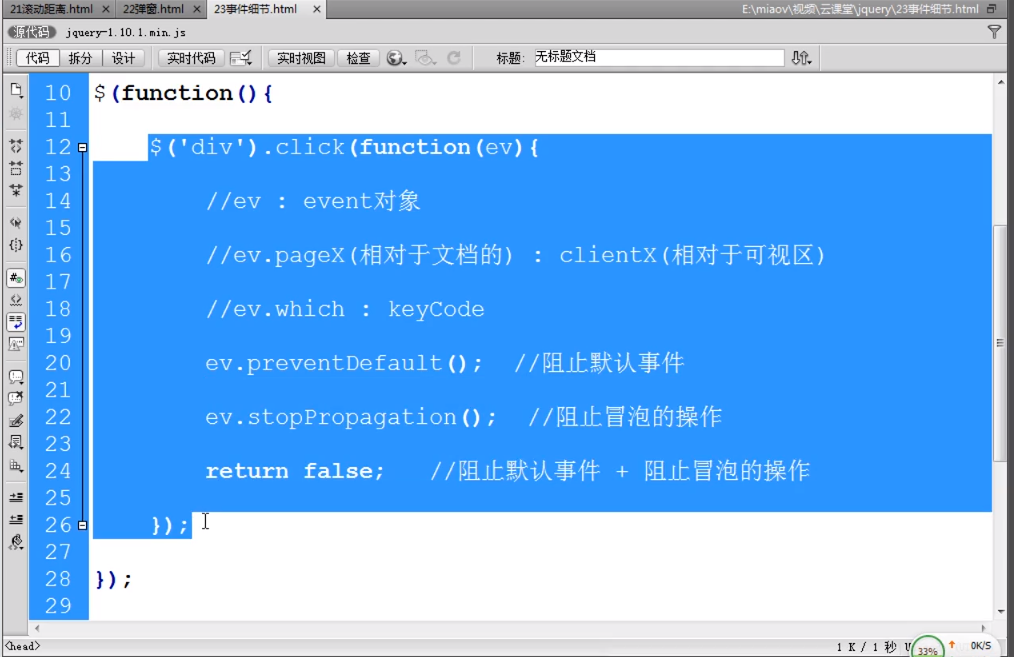 21滚动距离.html × 22弹窗.html × 23事件细节.html × E:\miaov\视频\云课堂\jquery\23事件细节.html
源代码 jquery-1.10.1.min.js
代码 拆分 设计 实时代码 实时视图 检查 标题: 无标题文档
10 $(function(){
11
12 $('div').click(function(ev){
13
14 //ev : event对象
15
16 //ev.pageX(相对于文档的) : clientX(相对于可视区)
17
18 //ev.which : keyCode
19
20 ev.preventDefault(); //阻止默认事件
21
22 ev.stopPropagation(); //阻止冒泡的操作
23
24 return false; //阻止默认事件 + 阻止冒泡的操作
25
26 });
27
28 });
29
<head> 1 K / 1 秒 U 33% 0K/S